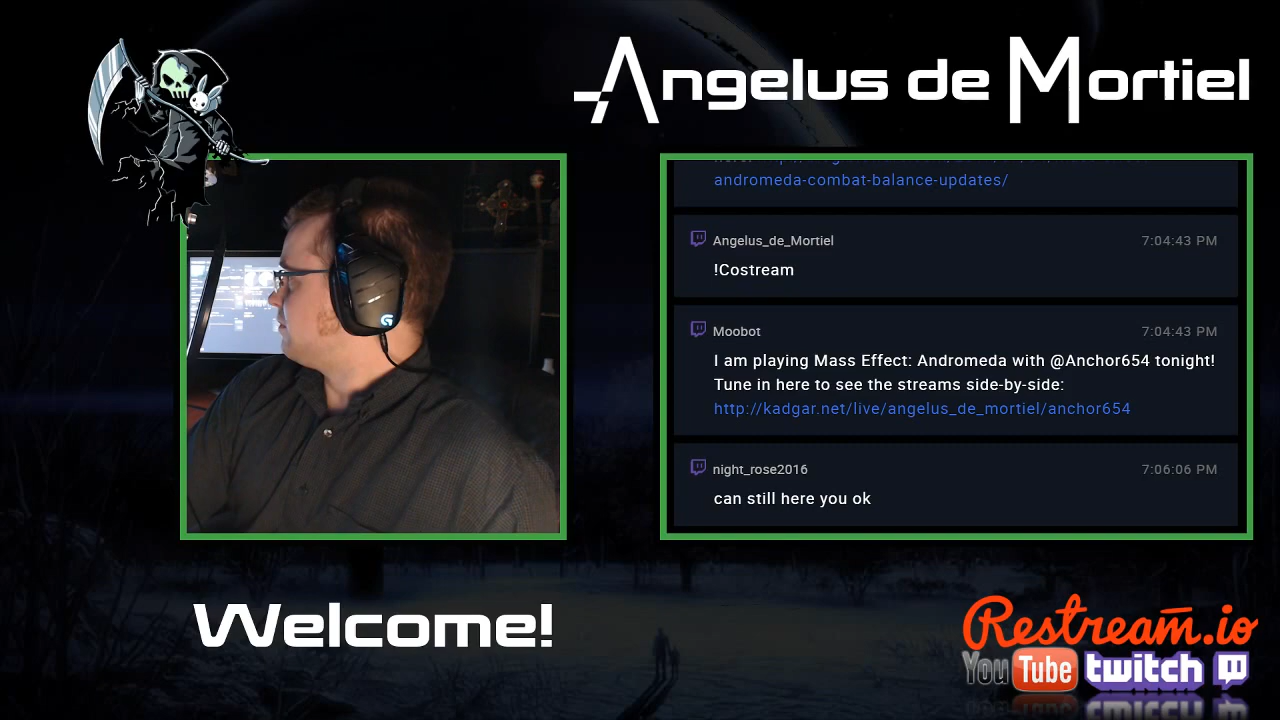 Angelus de Mortiel
andromeda-combat-balance-updates/
Angelus_de_Mortiel 7:04:43 PM
!Costream
Moobot 7:04:43 PM
I am playing Mass Effect: Andromeda with @Anchor654 tonight!
Tune in here to see the streams side-by-side:
http://kadgar.net/live/angelus_de_mortiel/anchor654
night_rose2016 7:06:06 PM
can still here you ok
Welcome!
Restream.io
YouTube twitch